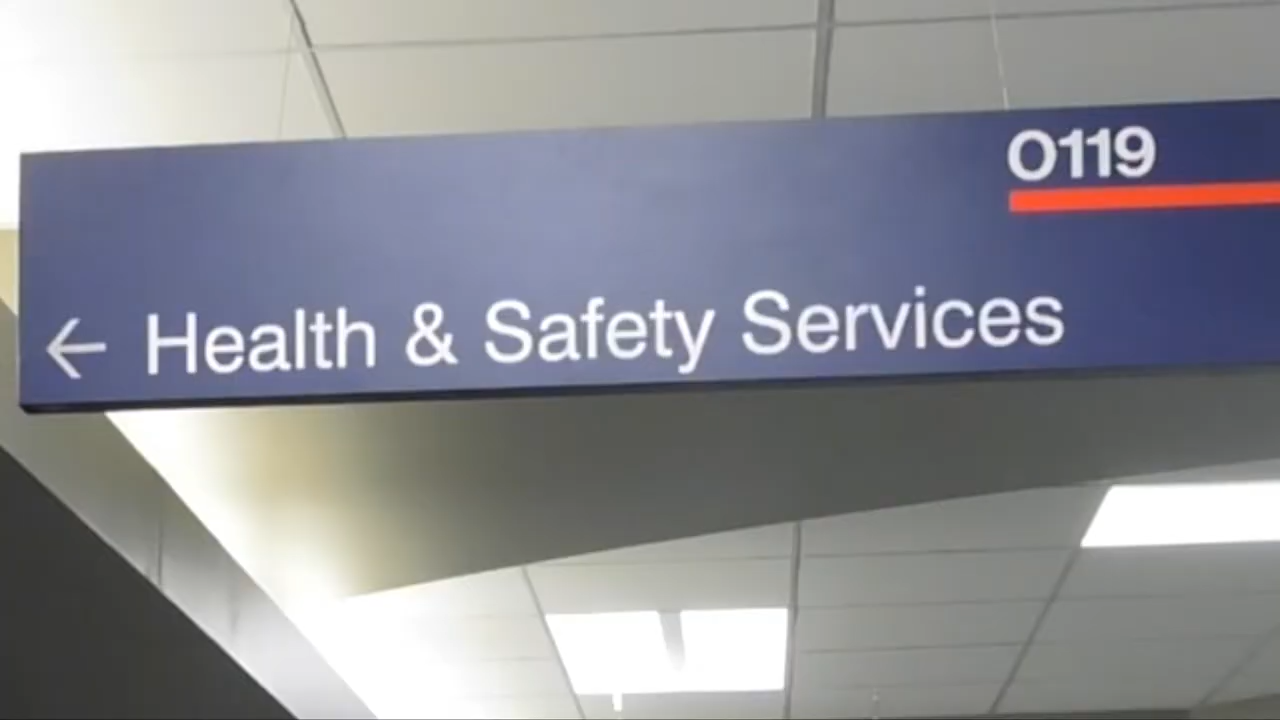 O119
← Health & Safety Services